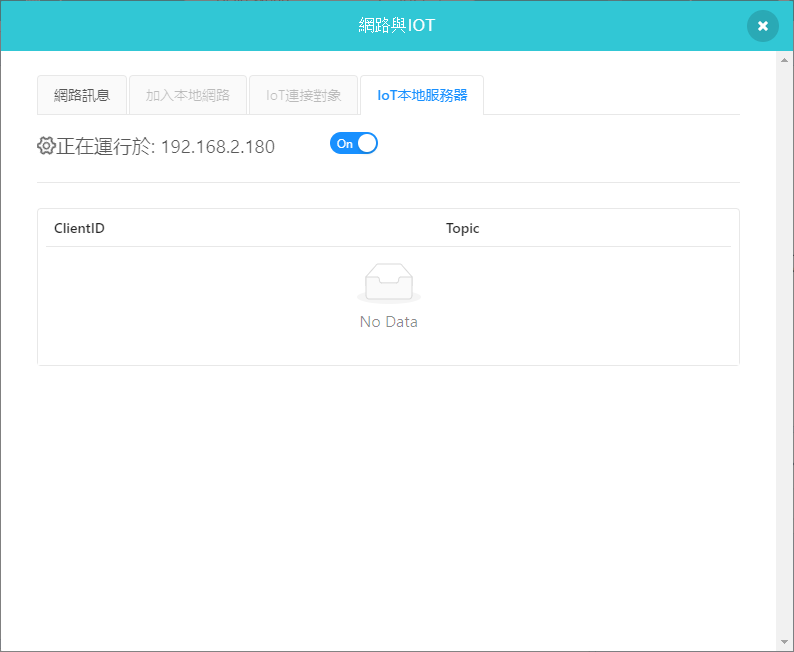 網路與IOT
網路訊息 加入本地網路 IoT連接對象 IoT本地服務器
正在運行於: 192.168.2.180 On
ClientID Topic
No Data